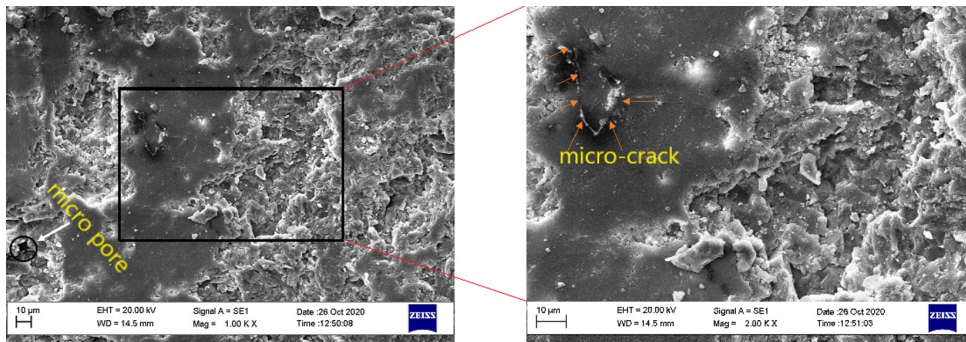 micro pore
10 µm
EHT = 20.00 kV
WD = 14.5 mm
Signal A = SE1
Mag = 1.00 K X
Date :26 Oct 2020
Time :12:50:08
ZEISS
micro-crack
10 µm
EHT = 20.00 kV
WD = 14.5 mm
Signal A = SE1
Mag = 2.00 K X
Date :26 Oct 2020
Time :12:51:03
ZEISS